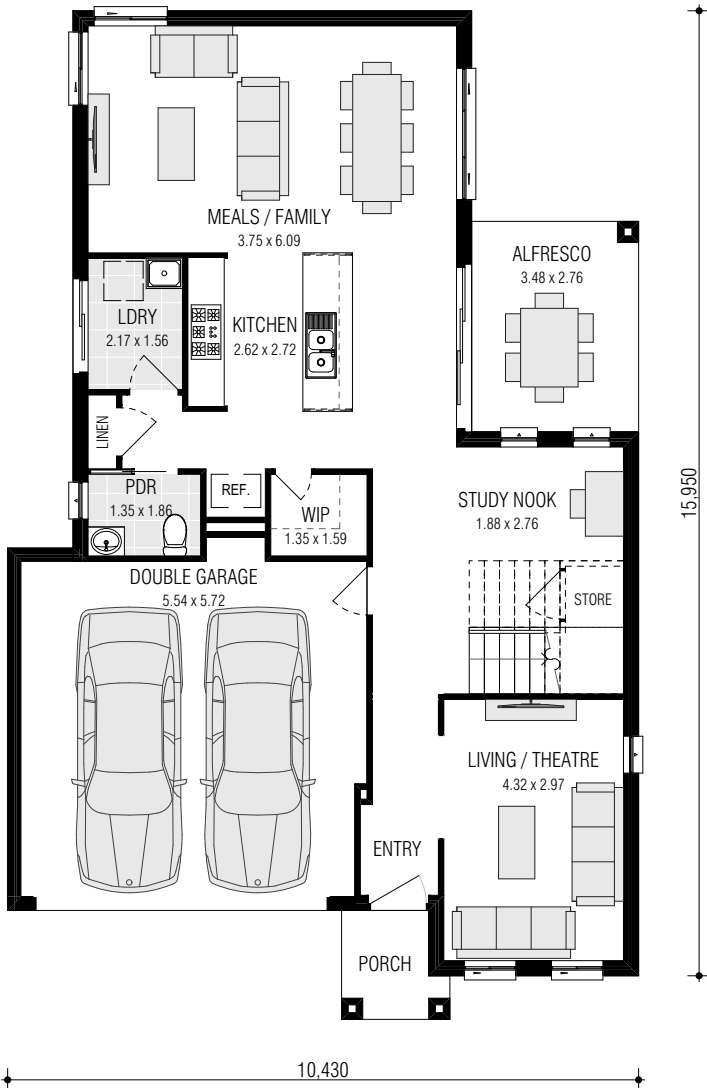 MEALS / FAMILY
3.75 x 6.09
ALFRESCO
3.48 x 2.76
LDRY
2.17 x 1.56
KITCHEN
2.62 x 2.72
LINEN
PDR
1.35 x 1.86
REF.
WIP
1.35 x 1.59
STUDY NOOK
1.88 x 2.76
15,950
DOUBLE GARAGE
5.54 x 5.72
STORE
LIVING / THEATRE
4.32 x 2.97
ENTRY
PORCH
10,430